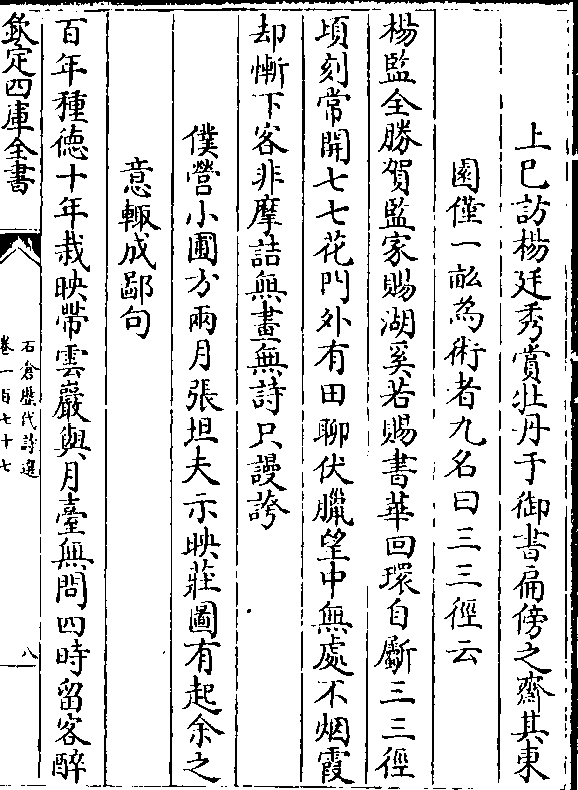 上巳訪楊廷秀賞牡丹于御書扁傍之齋其東
園僅一畝為術者九名曰三三徑云
楊監全勝賀監家賜湖奚若賜書華回環自斸三三徑
頃刻常開七七花門外有田聊伏臘望中無處不烟霞
却慚下客非摩詰無畫無詩只謾誇
僕營小圃方兩月張坦夫示映莊圖有起余之
意輙成鄙句
百年種徳十年栽映帶雲巖與月臺無問四時留客醉
欽定四庫全書
石倉歴代詩選
卷一百七十七
八